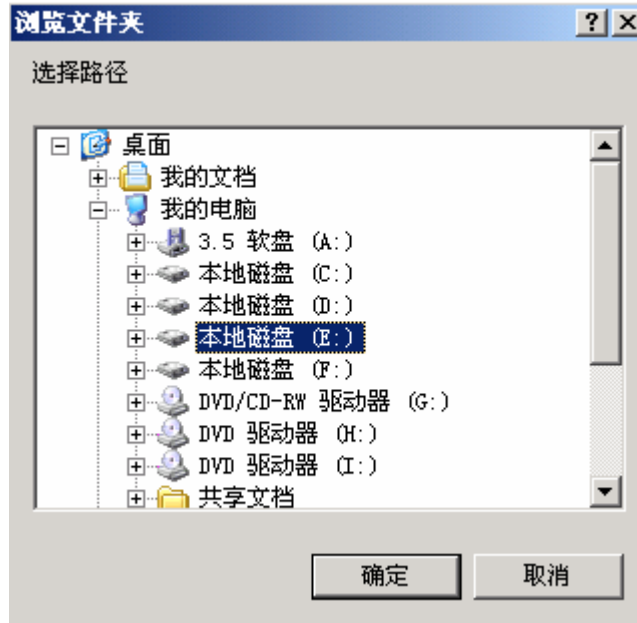 浏览文件夹
选择路径
桌面
我的文档
我的电脑
3.5 软盘 (A:)
本地磁盘 (C:)
本地磁盘 (D:)
本地磁盘 (E:)
本地磁盘 (F:)
DVD/CD-RW 驱动器 (G:)
DVD 驱动器 (H:)
DVD 驱动器 (I:)
共享文档
确定 取消